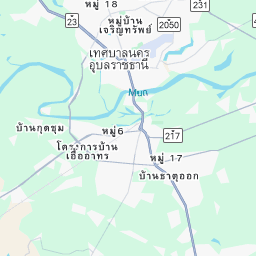 หมู่ 18
23
231
หมู่บ้าน
เจริญทรัพย์
2050
เทศบาลนคร
อุบลราชธานี
Mun
บ้านกุดชุม
หมู่6
217
โครงการบ้าน
เอื้ออาทร
หมู่ 17
บ้านธาตุออก